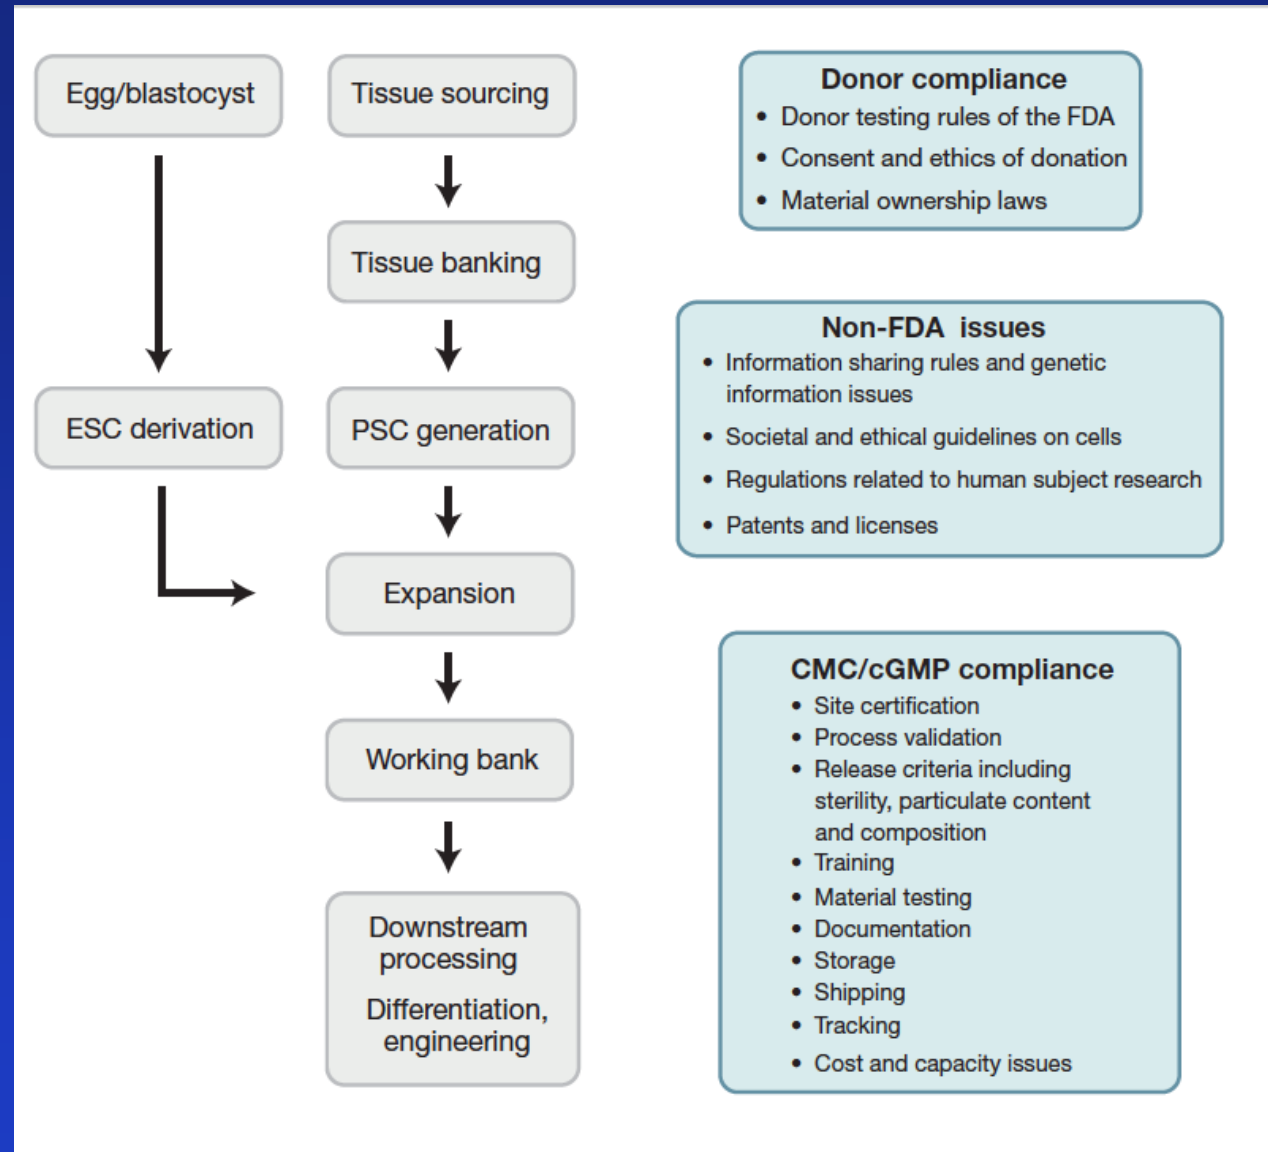 Egg/blastocyst
Tissue sourcing
Tissue banking
ESC derivation
PSC generation
Expansion
Working bank
Downstream
processing
Differentiation,
engineering
Donor compliance
• Donor testing rules of the FDA
• Consent and ethics of donation
• Material ownership laws
Non-FDA issues
• Information sharing rules and genetic
information issues
• Societal and ethical guidelines on cells
• Regulations related to human subject research
• Patents and licenses
CMC/cGMP compliance
• Site certification
• Process validation
• Release criteria including
sterility, particulate content
and composition
• Training
• Material testing
• Documentation
• Storage
• Shipping
• Tracking
• Cost and capacity issues